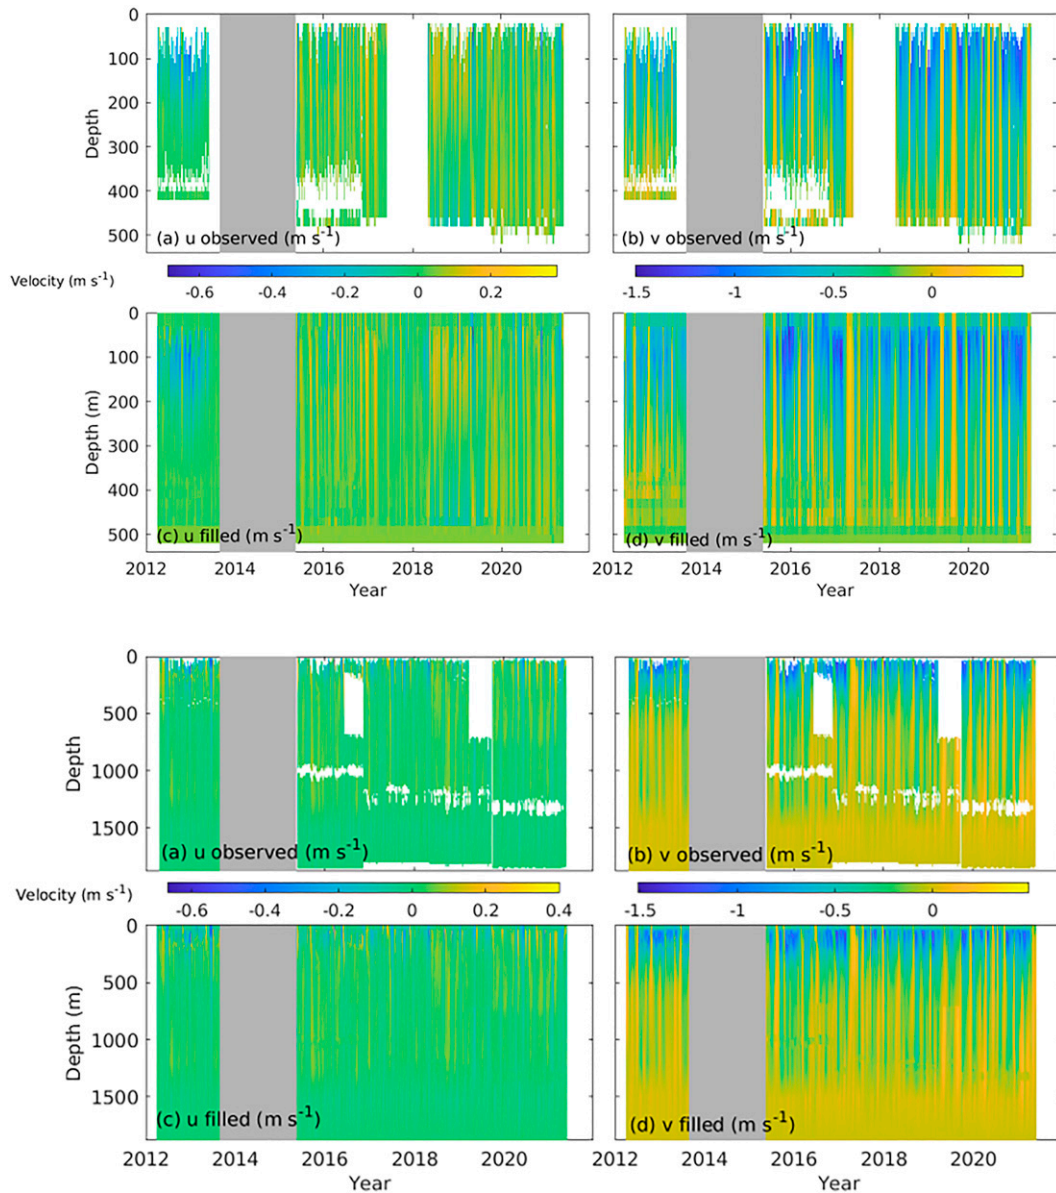 0
100
200
300
400
500
Depth
(a) u observed (m s-1)
(b) v observed (m s-1)
Velocity (m s-1)
-0.6 -0.4 -0.2 0 0.2
-1.5 -1 -0.5 0
0
100
200
300
400
500
Depth (m)
(c) u filled (m s-1)
(d) v filled (m s-1)
2012 2014 2016 2018 2020
2012 2014 2016 2018 2020
Year
Year
0
500
1000
1500
Depth
(a) u observed (m s-1)
(b) v observed (m s-1)
Velocity (m s-1)
-0.6 -0.4 -0.2 0 0.2 0.4
-1.5 -1 -0.5 0
0
500
1000
1500
Depth (m)
(c) u filled (m s-1)
(d) v filled (m s-1)
2012 2014 2016 2018 2020
2012 2014 2016 2018 2020
Year
Year